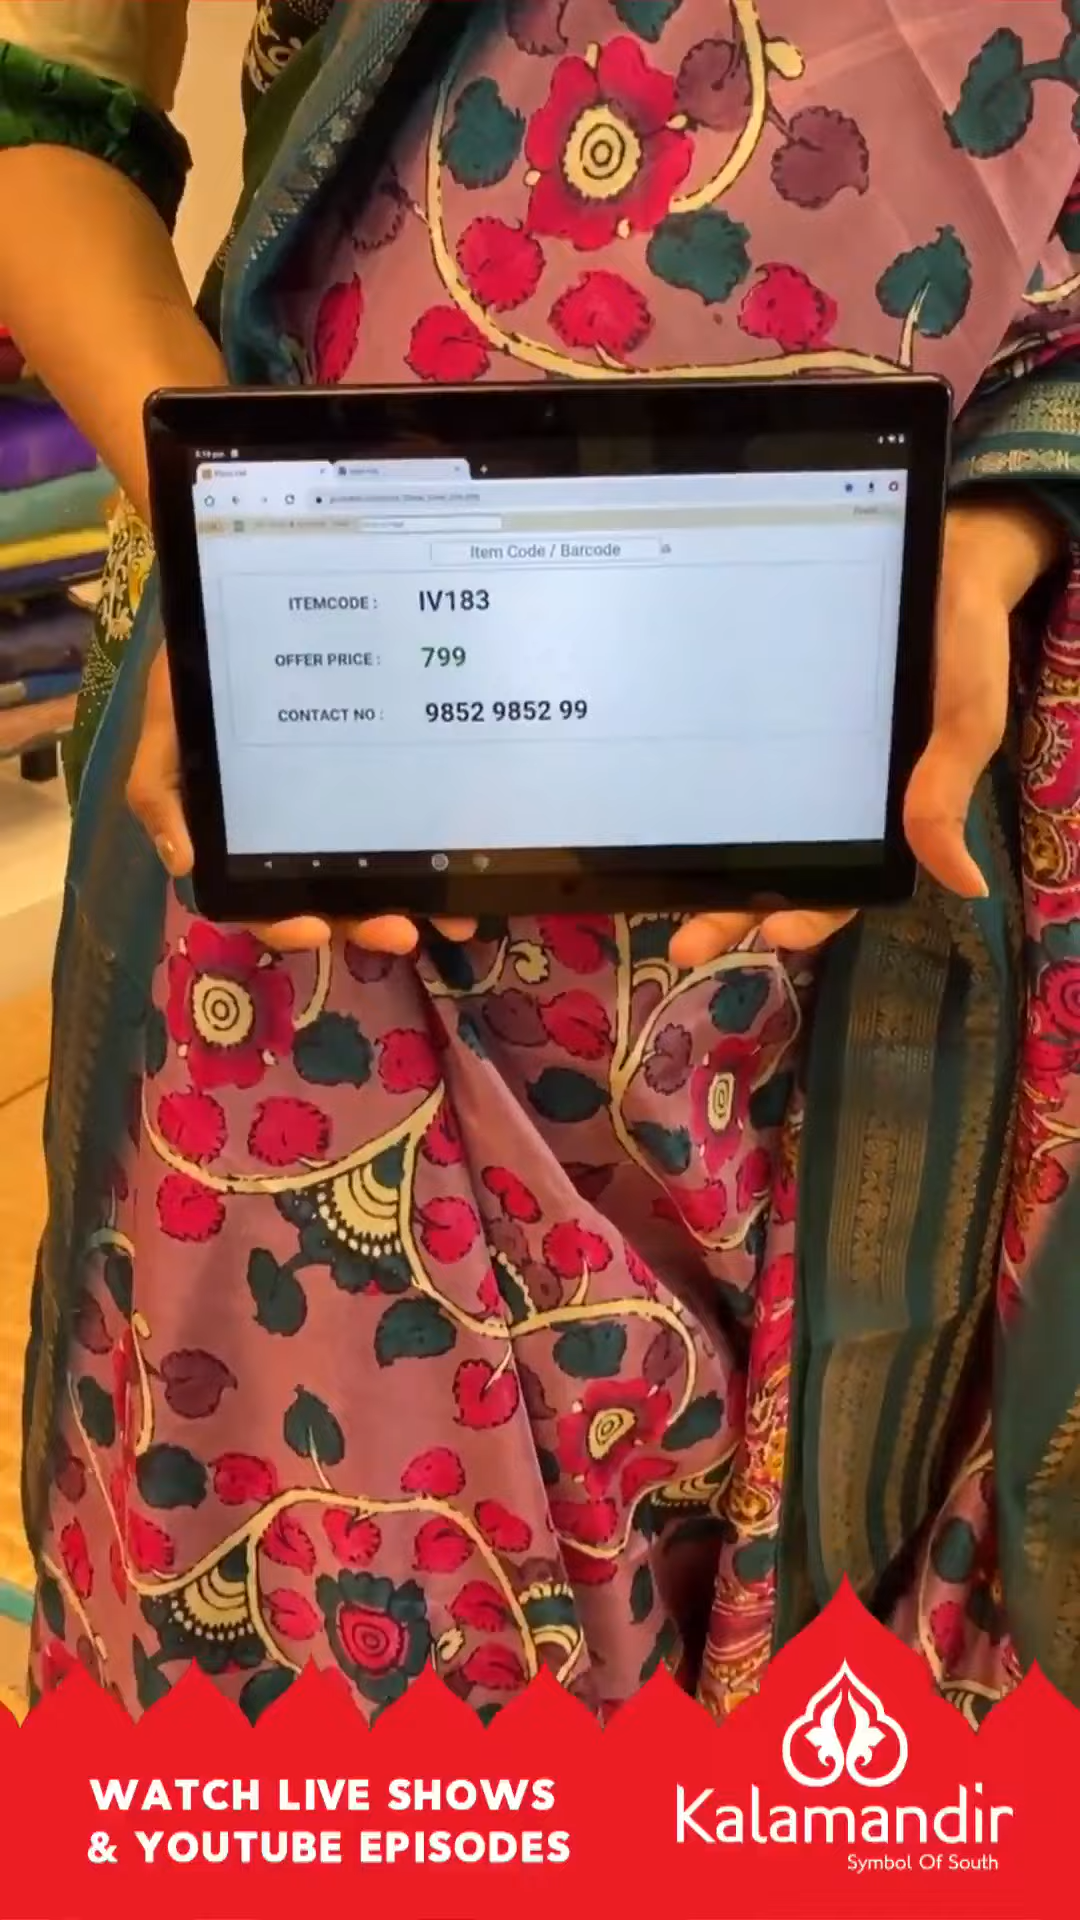 Item Code / Barcode
ITEMCODE : IV183
OFFER PRICE : 799
CONTACT NO : 9852 9852 99
WATCH LIVE SHOWS
& YOUTUBE EPISODES
Kalamandir
Symbol Of South